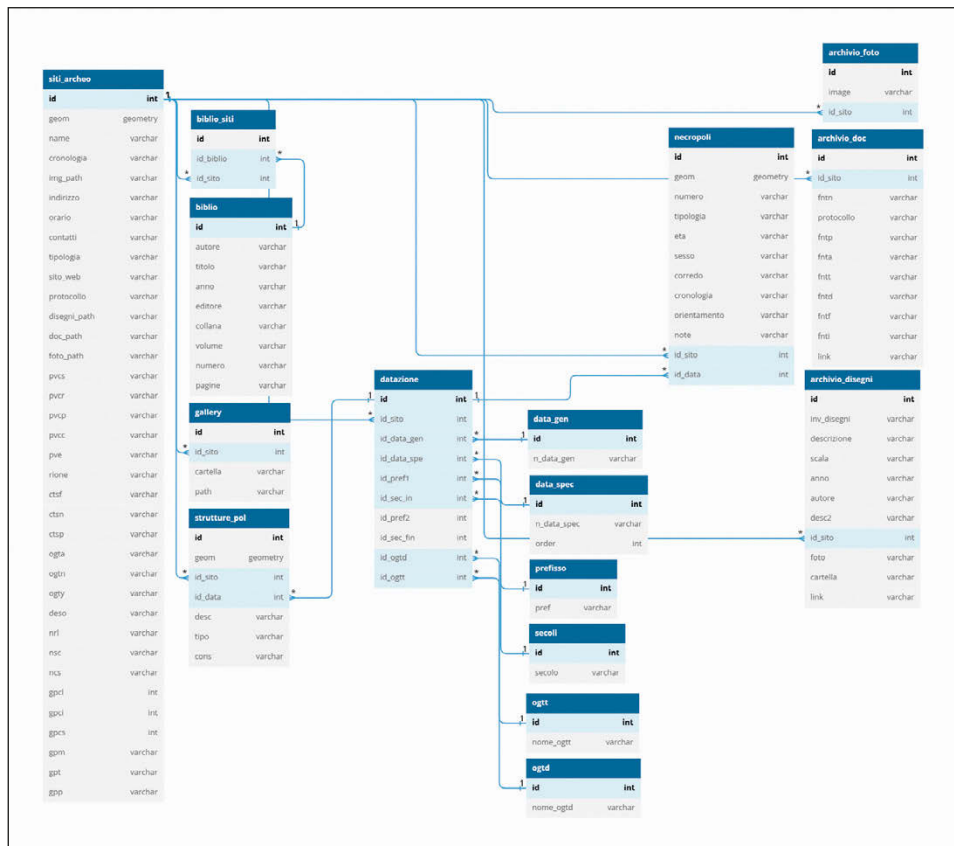 siti_archeo
id int
geom geometry
name varchar
cronologia varchar
img_path varchar
indirizzo varchar
orario varchar
contatti varchar
tipologia varchar
sito_web varchar
protocollo varchar
disegni_path varchar
doc_path varchar
foto_path varchar
pvcs varchar
pvcr varchar
pvcp varchar
pvcc varchar
pve varchar
rione varchar
ctsf varchar
ctsn varchar
ctsp varchar
ogta varchar
ogtn varchar
ogty varchar
deso varchar
nrl varchar
nsc varchar
ncs varchar
gpcl int
gpci int
gpcs int
gpm varchar
gpt varchar
gpp varchar
biblio_siti
id int
id_biblio int
id_sito int
biblio
id int
autore varchar
titolo varchar
anno varchar
editore varchar
collana varchar
volume varchar
numero varchar
pagine varchar
gallery
id int
id_sito int
cartella varchar
path varchar
strutture_pol
id int
geom geometry
id_sito int
id_data int
desc varchar
tipo varchar
cons varchar
datazione
id int
id_sito int
id_data_gen int
id_data_spe int
id_pref1 int
id_sec_in int
id_pref2 int
id_sec_fin int
id_ogtd int
id_ogtt int
data_gen
id int
n_data_gen varchar
data_spec
id int
n_data_spec varchar
order int
prefisso
id int
pref varchar
secoli
id int
secolo varchar
ogtt
id int
nome_ogtt varchar
ogtd
id int
nome_ogtd varchar
necropoli
id int
geom geometry
numero varchar
tipologia varchar
eta varchar
sesso varchar
corredo varchar
cronologia varchar
orientamento varchar
note varchar
id_sito int
id_data int
archivio_foto
id int
image varchar
id_sito int
archivio_doc
id int
id_sito int
fntn varchar
protocollo varchar
fntp varchar
fnta varchar
fntt varchar
fntd varchar
fntf varchar
fnti varchar
link varchar
archivio_disegni
id int
inv_disegni varchar
descrizione varchar
scala varchar
anno varchar
autore varchar
desc2 varchar
id_sito int
foto varchar
cartella varchar
link varchar